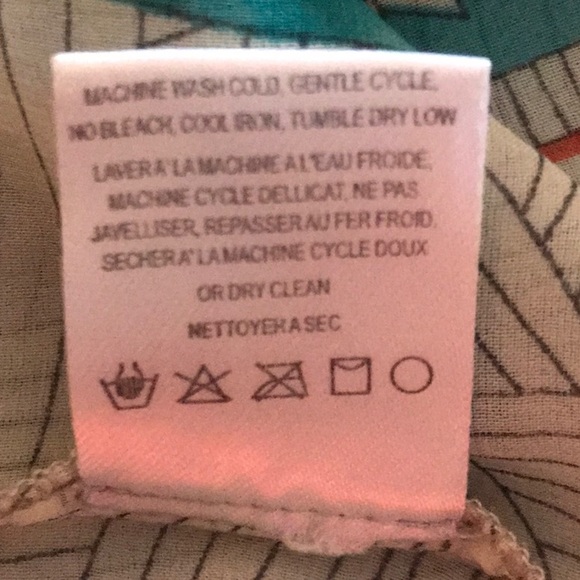 MACHINE WASH COLD, GENTLE CYCLE,
NO BLEACH, COOL IRON, TUMBLE DRY LOW
LAVER A' LA MACHINE A L'EAU FROIDE,
MACHINE CYCLE DELLICAT, NE PAS
JAVELLISER, REPASSER AU FER FROID,
SECHER A' LA MACHINE CYCLE DOUX
OR DRY CLEAN
NETTOYER A SEC